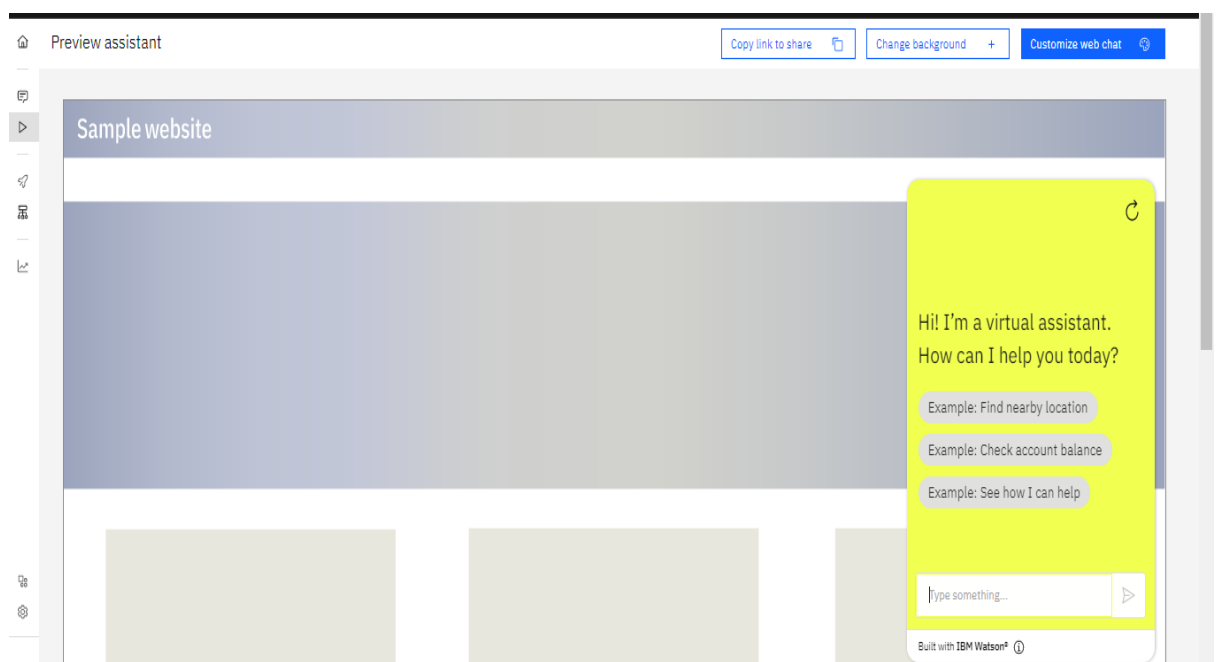 Preview assistant
Copy link to share
Change background +
Customize web chat
Sample website
Hi! I'm a virtual assistant.
How can I help you today?
Example: Find nearby location
Example: Check account balance
Example: See how I can help
Type something...
Built with IBM Watson®